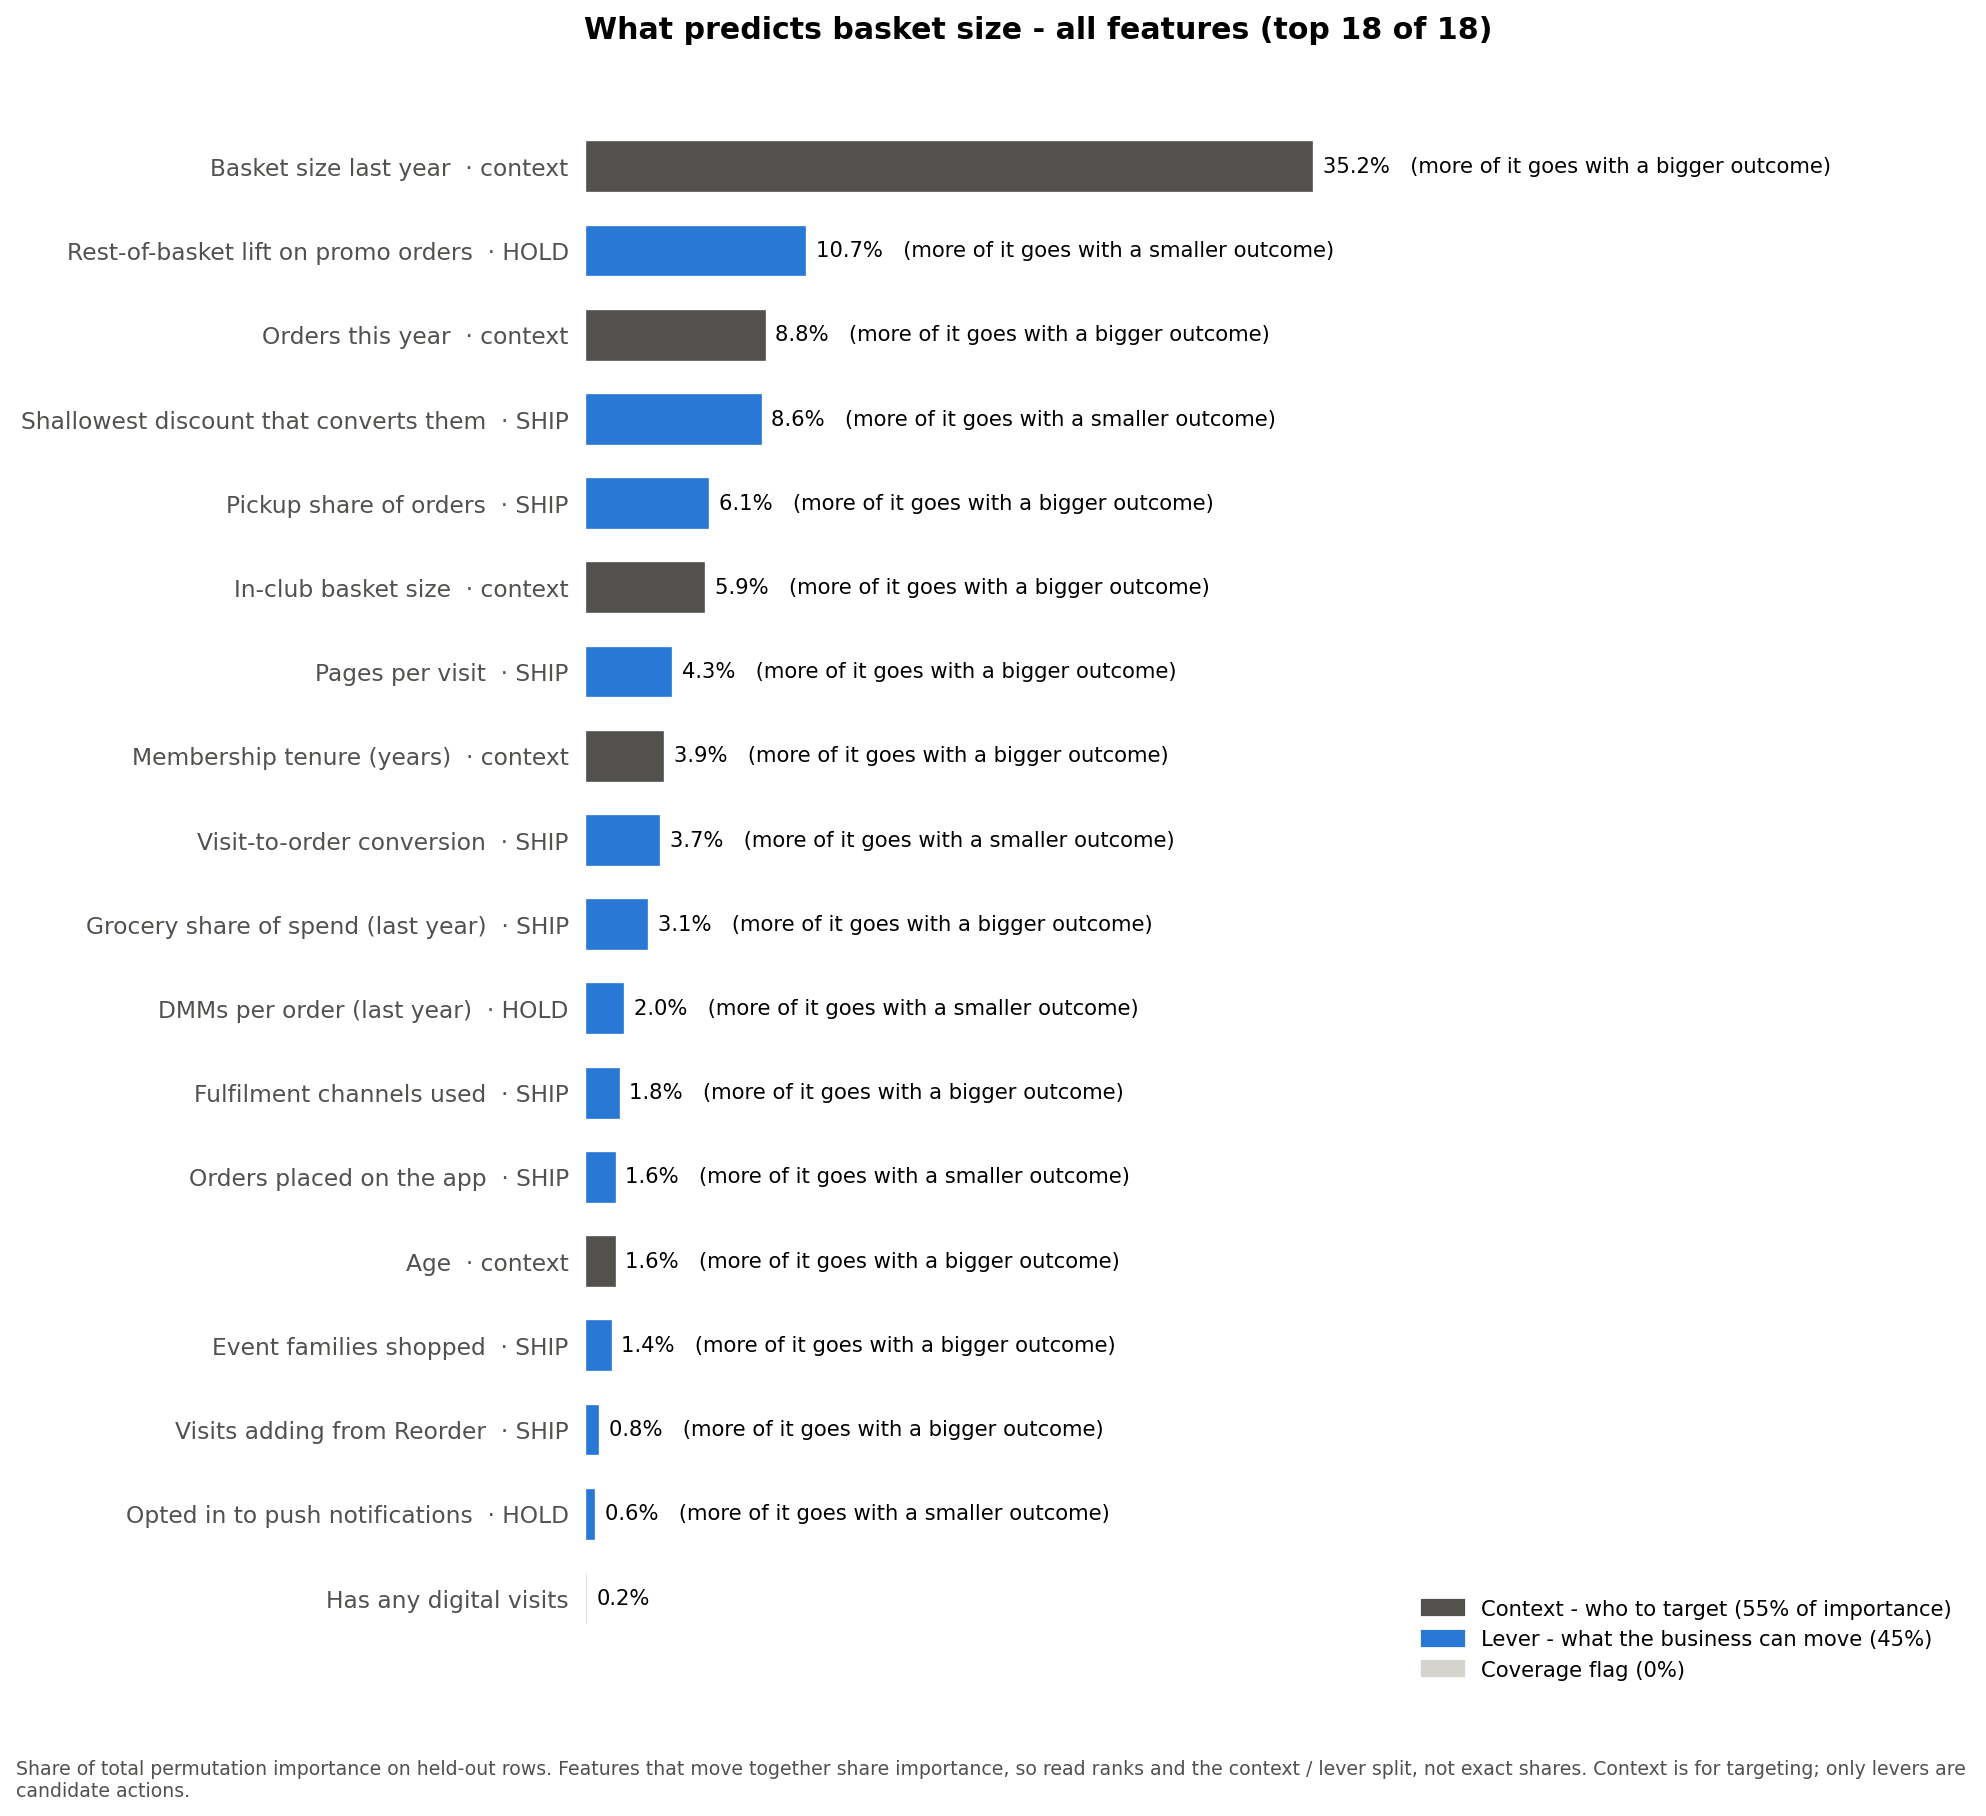 What predicts basket size - all features (top 18 of 18)
Basket size last year · context 35.2% (more of it goes with a bigger outcome)
Rest-of-basket lift on promo orders · HOLD 10.7% (more of it goes with a smaller outcome)
Orders this year · context 8.8% (more of it goes with a bigger outcome)
Shallowest discount that converts them · SHIP 8.6% (more of it goes with a smaller outcome)
Pickup share of orders · SHIP 6.1% (more of it goes with a bigger outcome)
In-club basket size · context 5.9% (more of it goes with a bigger outcome)
Pages per visit · SHIP 4.3% (more of it goes with a bigger outcome)
Membership tenure (years) · context 3.9% (more of it goes with a bigger outcome)
Visit-to-order conversion · SHIP 3.7% (more of it goes with a smaller outcome)
Grocery share of spend (last year) · SHIP 3.1% (more of it goes with a bigger outcome)
DMMs per order (last year) · HOLD 2.0% (more of it goes with a smaller outcome)
Fulfilment channels used · SHIP 1.8% (more of it goes with a bigger outcome)
Orders placed on the app · SHIP 1.6% (more of it goes with a smaller outcome)
Age · context 1.6% (more of it goes with a bigger outcome)
Event families shopped · SHIP 1.4% (more of it goes with a bigger outcome)
Visits adding from Reorder · SHIP 0.8% (more of it goes with a bigger outcome)
Opted in to push notifications · HOLD 0.6% (more of it goes with a smaller outcome)
Has any digital visits 0.2%
Context - who to target (55% of importance)
Lever - what the business can move (45%)
Coverage flag (0%)
Share of total permutation importance on held-out rows. Features that move together share importance, so read ranks and the context / lever split, not exact shares. Context is for targeting; only levers are
candidate actions.